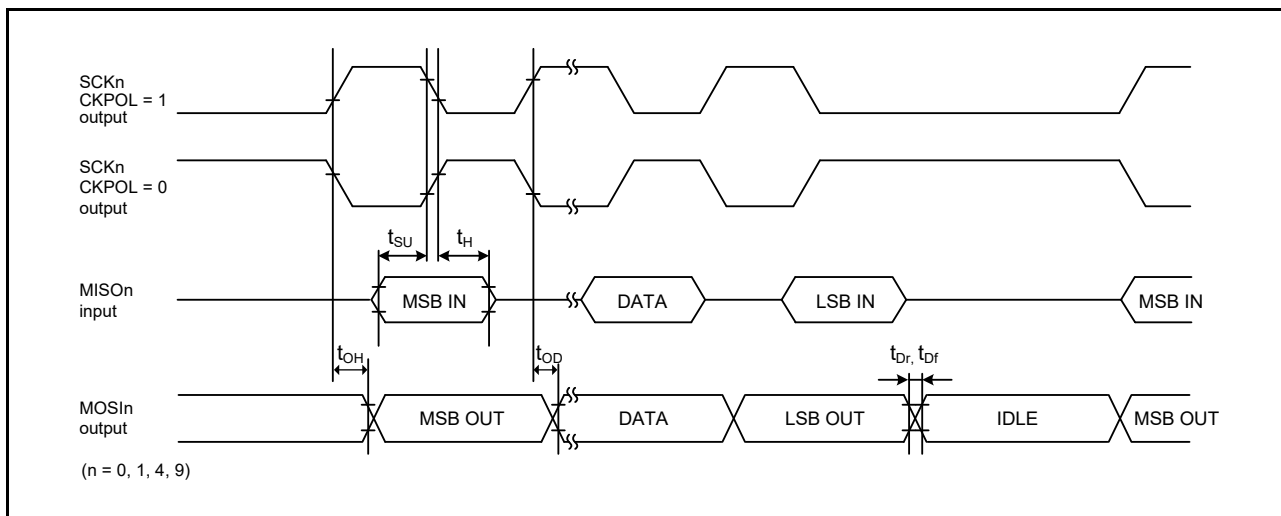 SCKn
CKPOL = 1
output
SCKn
CKPOL = 0
output
tSU
tH
MISOn
input
MSB IN
DATA
LSB IN
MSB IN
tOH
tOD
tDr, tDf
MOSIn
output
MSB OUT
DATA
LSB OUT
IDLE
MSB OUT
(n = 0, 1, 4, 9)